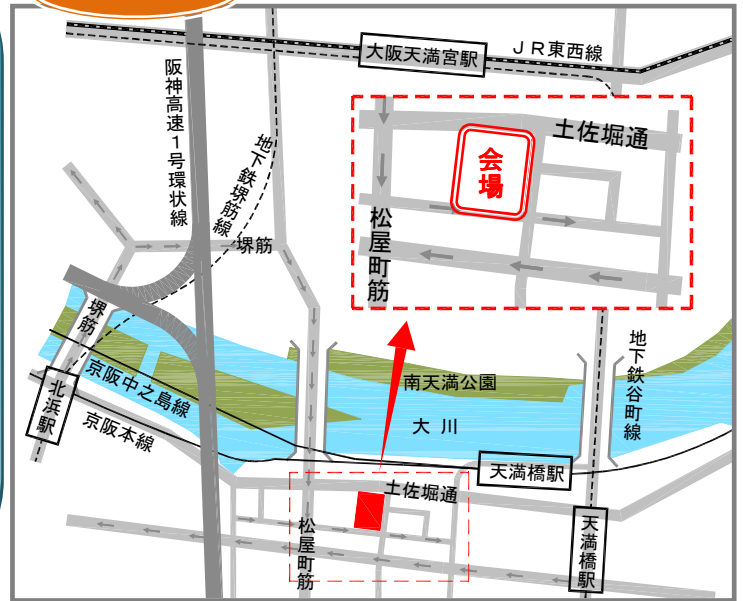 大阪天満宮駅
JR東西線
阪神高速1号環状線
地下鉄堺筋線
土佐堀通
会場
松屋町筋
堺筋
堺筋
北浜駅
京阪中之島線
京阪本線
南天満公園
大川
地下鉄谷町線
天満橋駅
土佐堀通
松屋町筋
天満橋駅